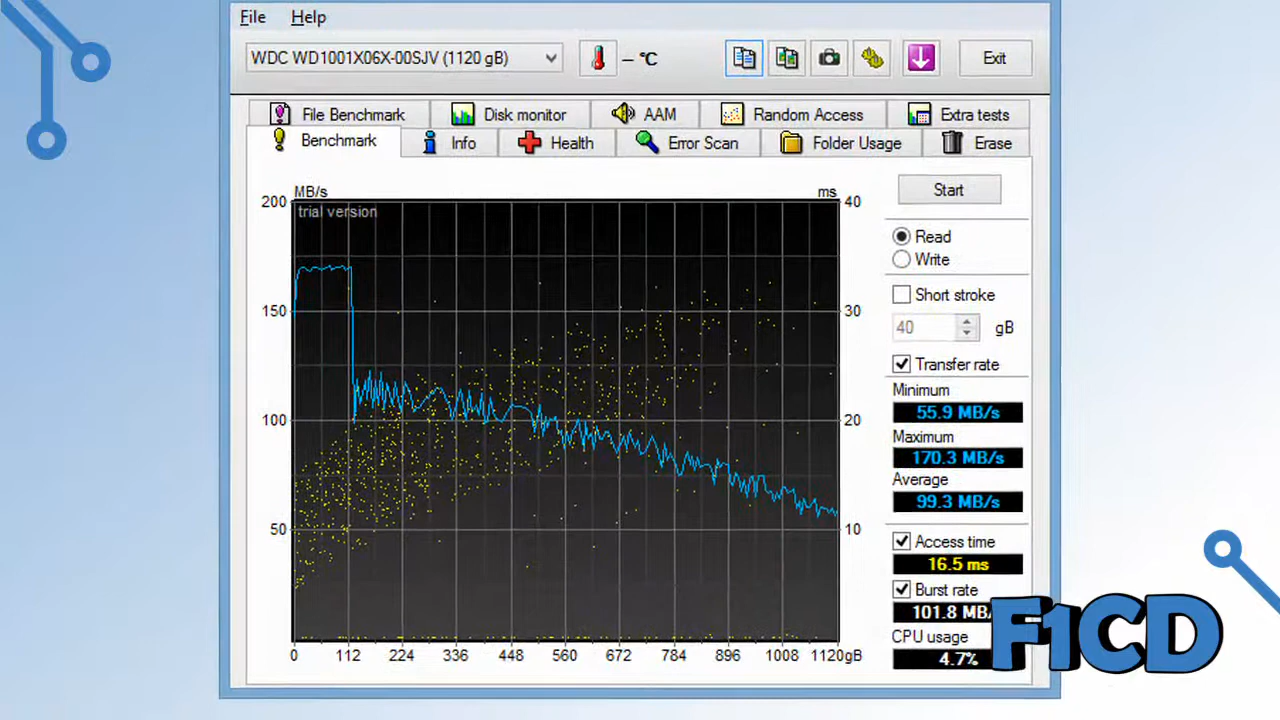 File Help
WDC WD1001X06X-00SJV (1120 gB) – °C Exit
File Benchmark Disk monitor AAM Random Access Extra tests
Benchmark Info Health Error Scan Folder Usage Erase
MB/s ms
trial version
200 40
150 30
100 20
50 10
0 112 224 336 448 560 672 784 896 1008 1120gB
Start
Read
Write
Short stroke
40 gB
Transfer rate
Minimum
55.9 MB/s
Maximum
170.3 MB/s
Average
99.3 MB/s
Access time
16.5 ms
Burst rate
101.8 MB/
CPU usage
4.7%
F1CD